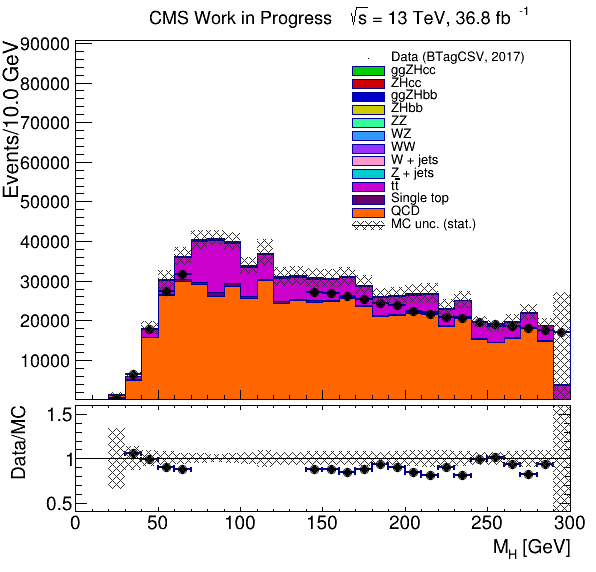 CMS Work in Progress √s = 13 TeV, 36.8 fb⁻¹
Events/10.0 GeV
90000
80000
70000
60000
50000
40000
30000
20000
10000
Data (BTagCSV, 2017)
ggZHcc
ZHcc
ggZHbb
ZHbb
ZZ
WZ
WW
W + jets
Z + jets
tt̅
Single top
QCD
MC unc. (stat.)
Data/MC
1.5
1
0.5
0 50 100 150 200 250 300
M_H [GeV]